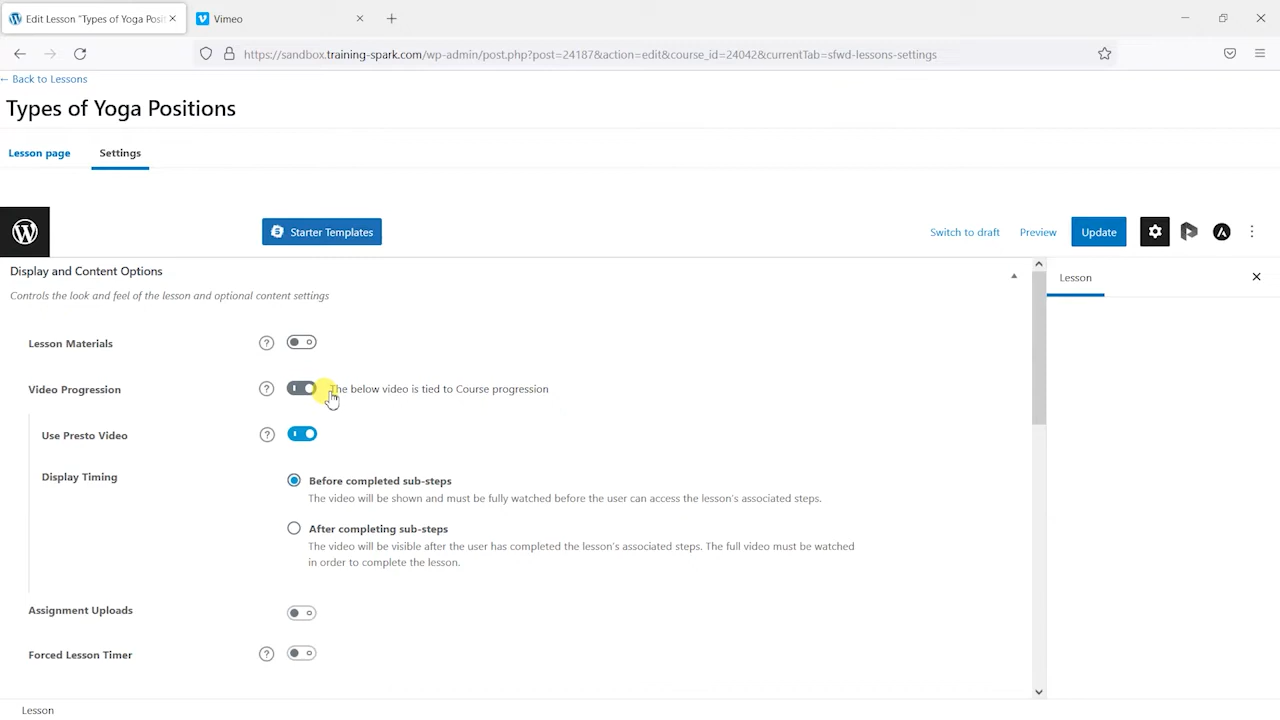 Edit Lesson "Types of Yoga Posit
Vimeo
https://sandbox.training-spark.com/wp-admin/post.php?post=24187&action=edit&course_id=24042&currentTab=sfwd-lessons-settings
← Back to Lessons
Types of Yoga Positions
Lesson page
Settings
Starter Templates
Switch to draft
Preview
Update
Display and Content Options
Controls the look and feel of the lesson and optional content settings
Lesson
Lesson Materials
Video Progression
The below video is tied to Course progression
Use Presto Video
Display Timing
Before completed sub-steps
The video will be shown and must be fully watched before the user can access the lesson's associated steps.
After completing sub-steps
The video will be visible after the user has completed the lesson's associated steps. The full video must be watched
in order to complete the lesson.
Assignment Uploads
Forced Lesson Timer
Lesson